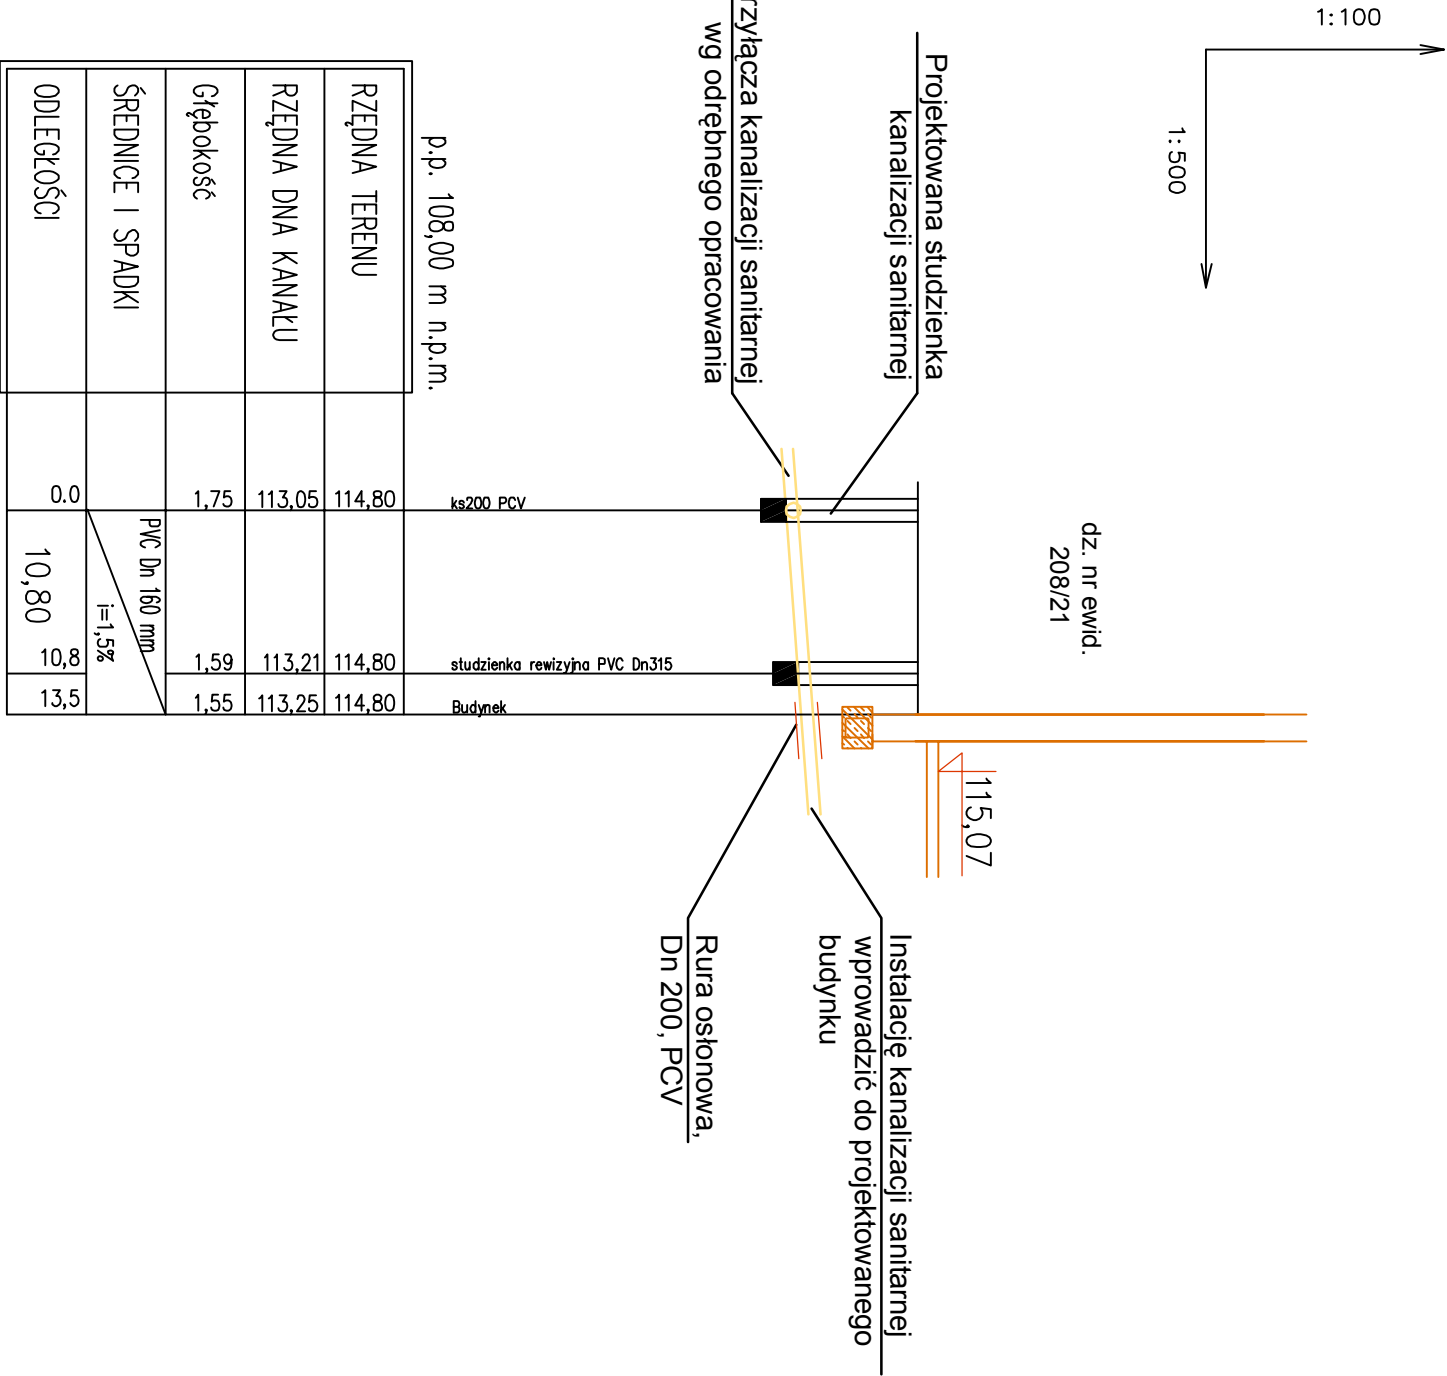 1:100
1:500
dz. nr ewid.
208/21
Projektowana studzienka
kanalizacji sanitarnej
rzyłącza kanalizacji sanitarnej
wg odrębnego opracowania
115,07
Instalację kanalizacji sanitarnej
wprowadzić do projektowanego
budynku
Rura osłonowa,
Dn 200, PCV
ks200 PCV
studzienka rewizyjna PVC Dn315
Budynek
p.p. 108,00 m n.p.m.
RZĘDNA TERENU 114,80 114,80 114,80
RZĘDNA DNA KANAŁU 113,05 113,21 113,25
Głębokość 1,75 1,59 1,55
ŚREDNICE I SPADKI PVC Dn 160 mm i=1,5%
ODLEGŁOŚCI 0.0 10,80 10,8 13,5